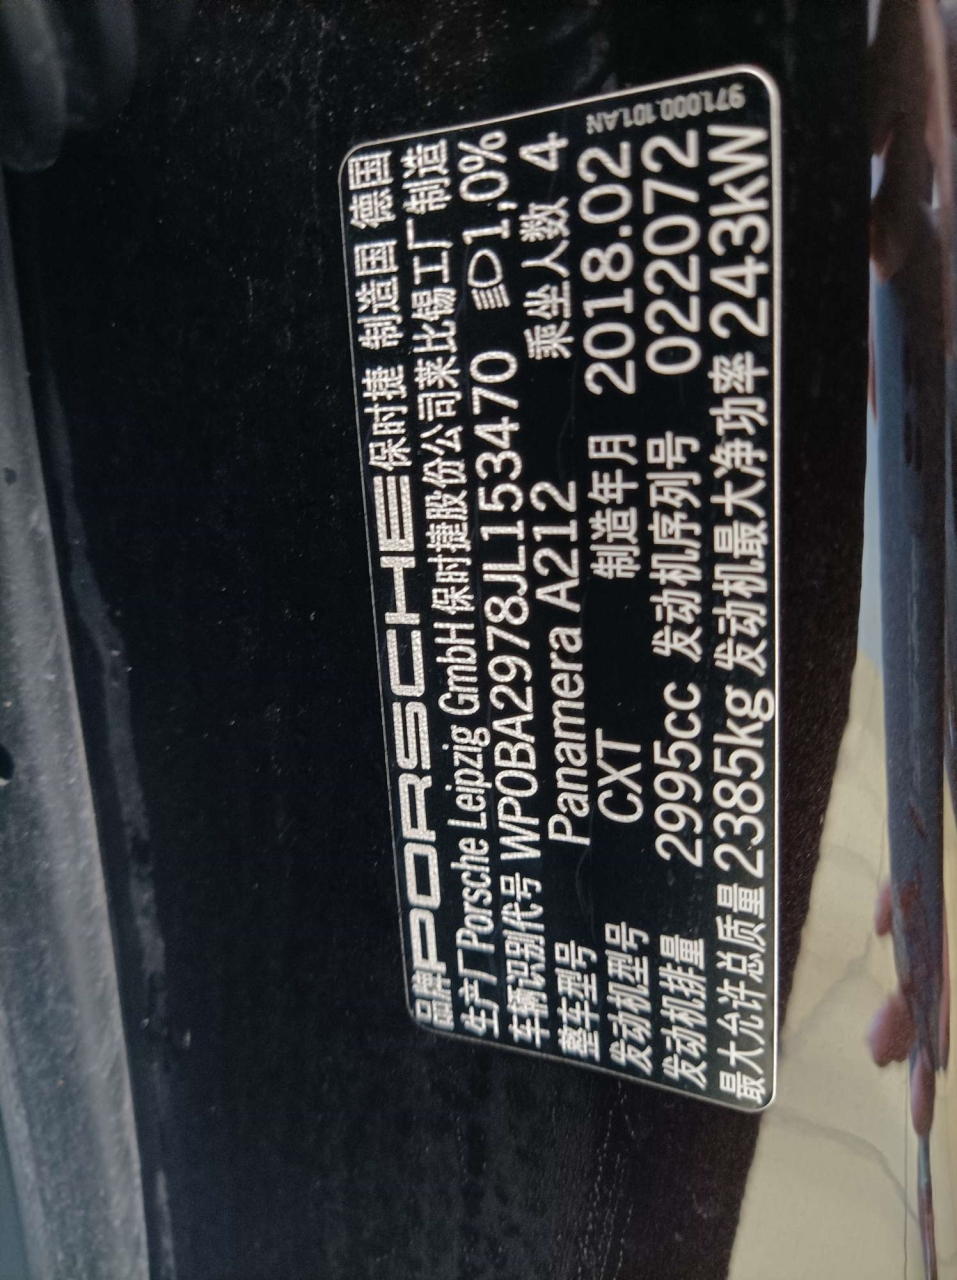 品牌 PORSCHE 保时捷 制造国 德国
生产厂 Porsche Leipzig GmbH 保时捷股份公司莱比锡工厂制造
车辆识别代号 WP0BA2978JL153470 1,0%
整车型号 Panamera A212 乘坐人数 4
发动机型号 CXT 制造年月 2018.02
发动机排量 2995cc 发动机序列号 022072
最大允许总质量 2385kg 发动机最大净功率 243kW
971.000.101.AN